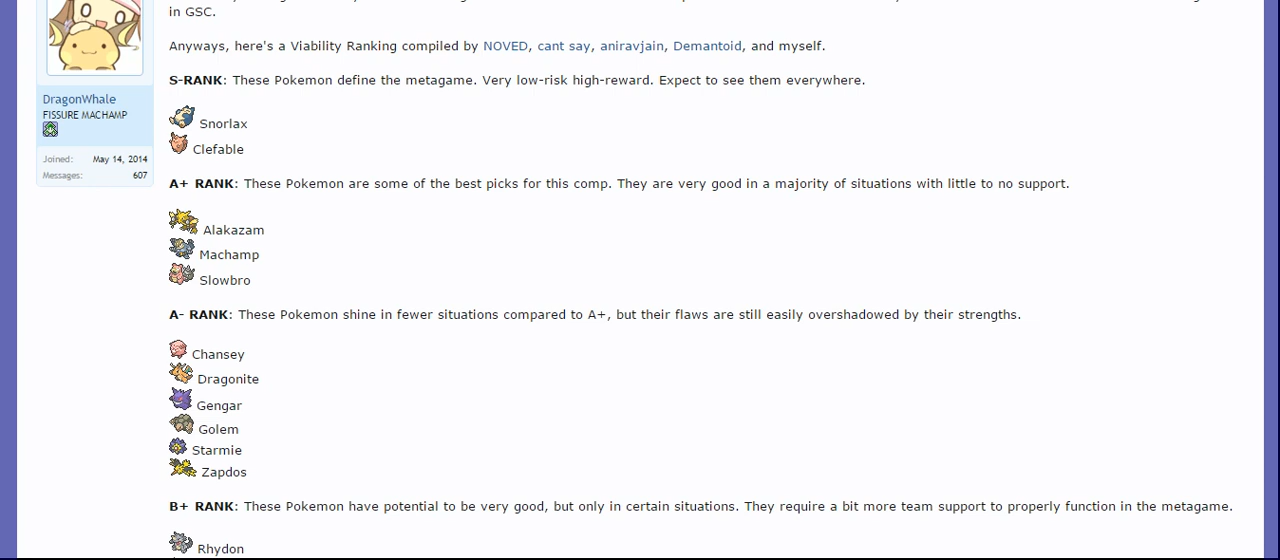 in GSC.
Anyways, here's a Viability Ranking compiled by NOVED, cant say, aniravjain, Demantoid, and myself.
S-RANK: These Pokemon define the metagame. Very low-risk high-reward. Expect to see them everywhere.
DragonWhale
FISSURE MACHAMP
Joined: May 14, 2014
Messages: 607
Snorlax
Clefable
A+ RANK: These Pokemon are some of the best picks for this comp. They are very good in a majority of situations with little to no support.
Alakazam
Machamp
Slowbro
A- RANK: These Pokemon shine in fewer situations compared to A+, but their flaws are still easily overshadowed by their strengths.
Chansey
Dragonite
Gengar
Golem
Starmie
Zapdos
B+ RANK: These Pokemon have potential to be very good, but only in certain situations. They require a bit more team support to properly function in the metagame.
Rhydon